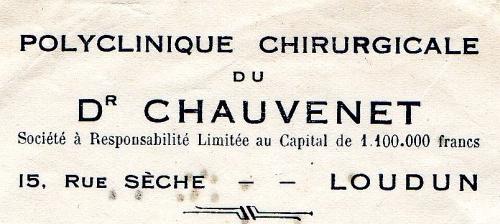 POLYCLINIQUE CHIRURGICALE
DU
DR CHAUVENET
Société à Responsabilité Limitée au Capital de 1.100.000 francs
15, RUE SÈCHE - - LOUDUN